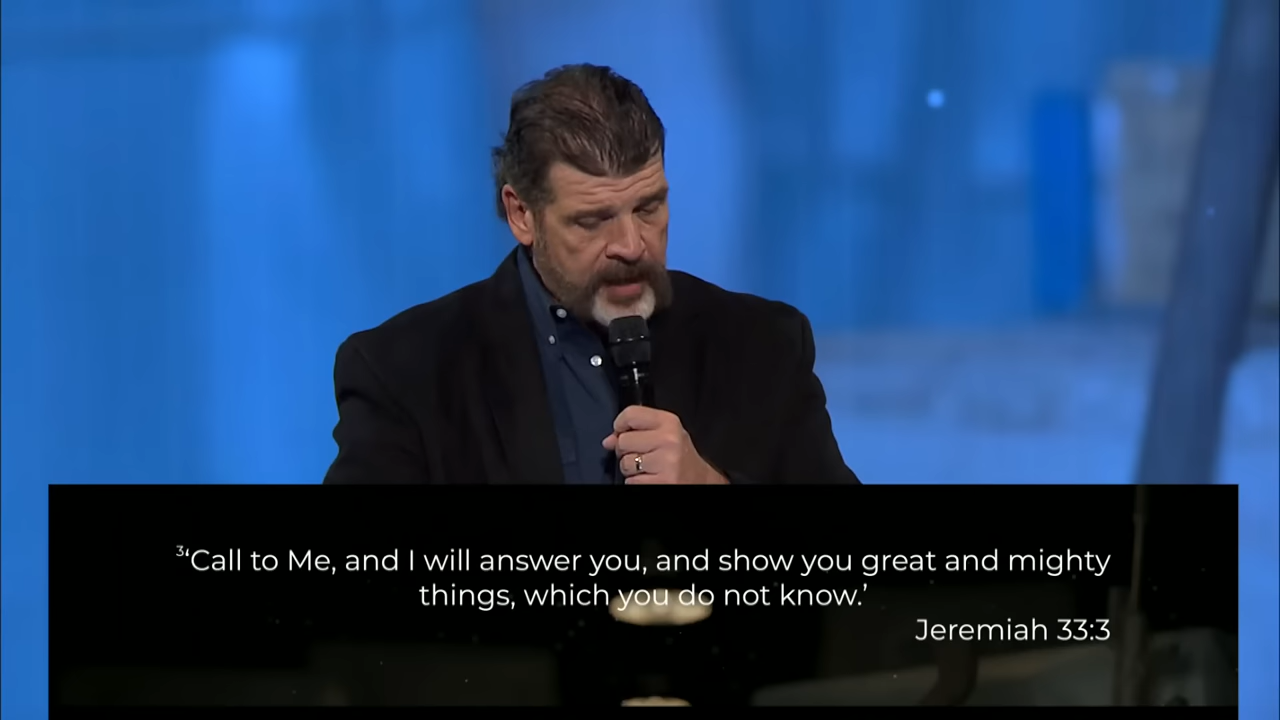 ³‘Call to Me, and I will answer you, and show you great and mighty
things, which you do not know.’
Jeremiah 33:3